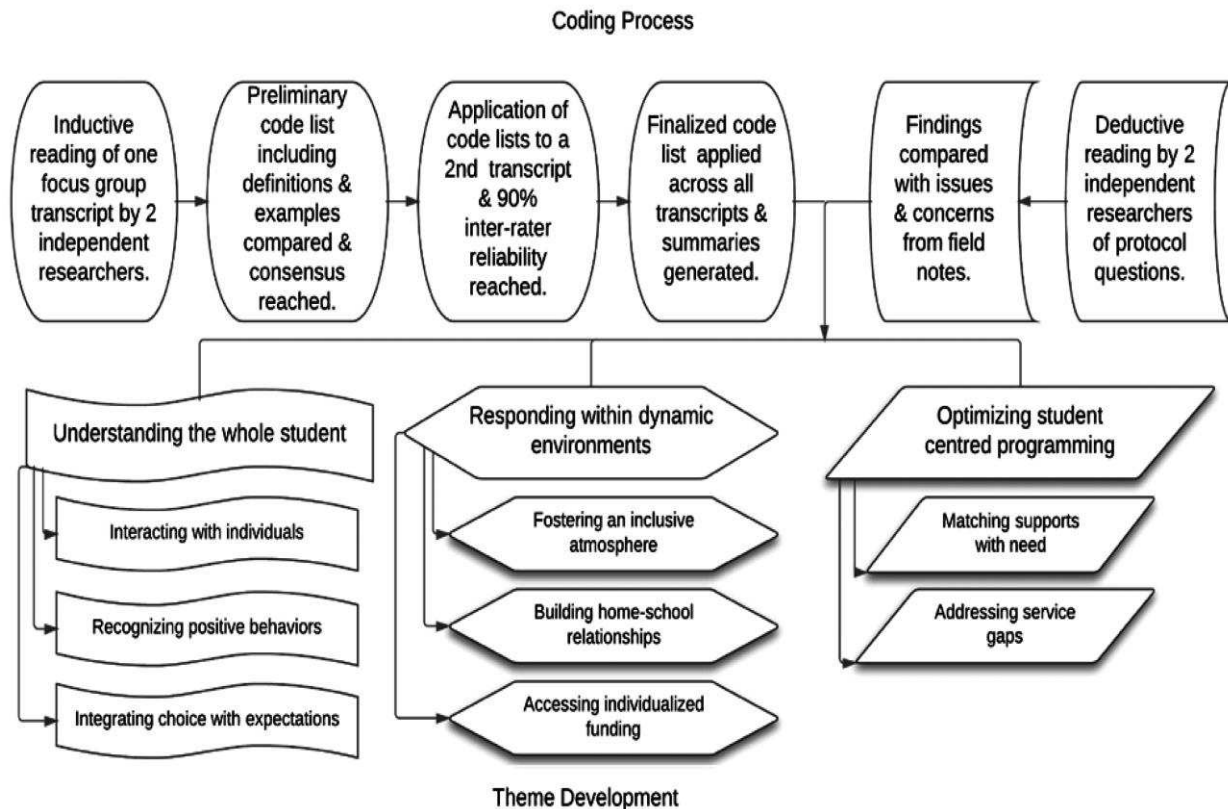 Coding Process
Inductive
reading of one
focus group
transcript by 2
independent
researchers.
Preliminary
code list
including
definitions &
examples
compared &
consensus
reached.
Application of
code lists to a
2nd transcript
& 90%
inter-rater
reliability
reached.
Finalized code
list applied
across all
transcripts &
summaries
generated.
Findings
compared
with issues
& concerns
from field
notes.
Deductive
reading by 2
independent
researchers
of protocol
questions.
Understanding the whole student
Interacting with individuals
Recognizing positive behaviors
Integrating choice with expectations
Responding within dynamic
environments
Fostering an inclusive
atmosphere
Building home-school
relationships
Accessing individualized
funding
Optimizing student
centred programming
Matching supports
with need
Addressing service
gaps
Theme Development